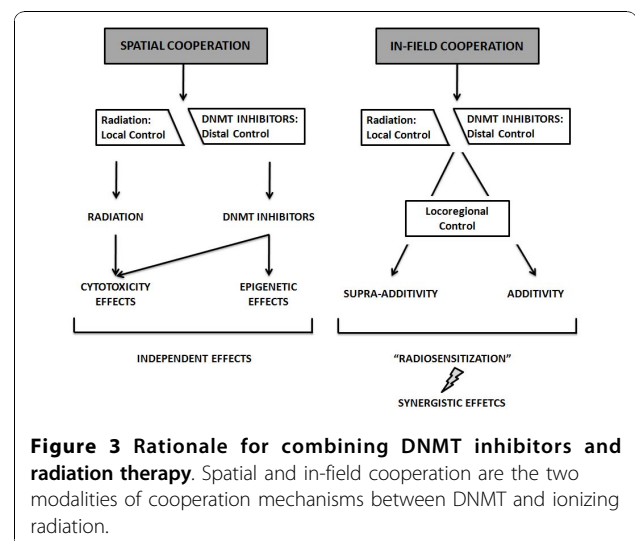 SPATIAL COOPERATION
Radiation:
Local Control
DNMT INHIBITORS:
Distal Control
RADIATION
DNMT INHIBITORS
CYTOTOXICITY
EFFECTS
EPIGENETIC
EFFECTS
INDEPENDENT EFFECTS
IN-FIELD COOPERATION
Radiation:
Local Control
DNMT INHIBITORS:
Distal Control
Locoregional
Control
SUPRA-ADDITIVITY
ADDITIVITY
"RADIOSENSITIZATION"
SYNERGISTIC EFFETCS
Figure 3 Rationale for combining DNMT inhibitors and
radiation therapy. Spatial and in-field cooperation are the two
modalities of cooperation mechanisms between DNMT and ionizing
radiation.